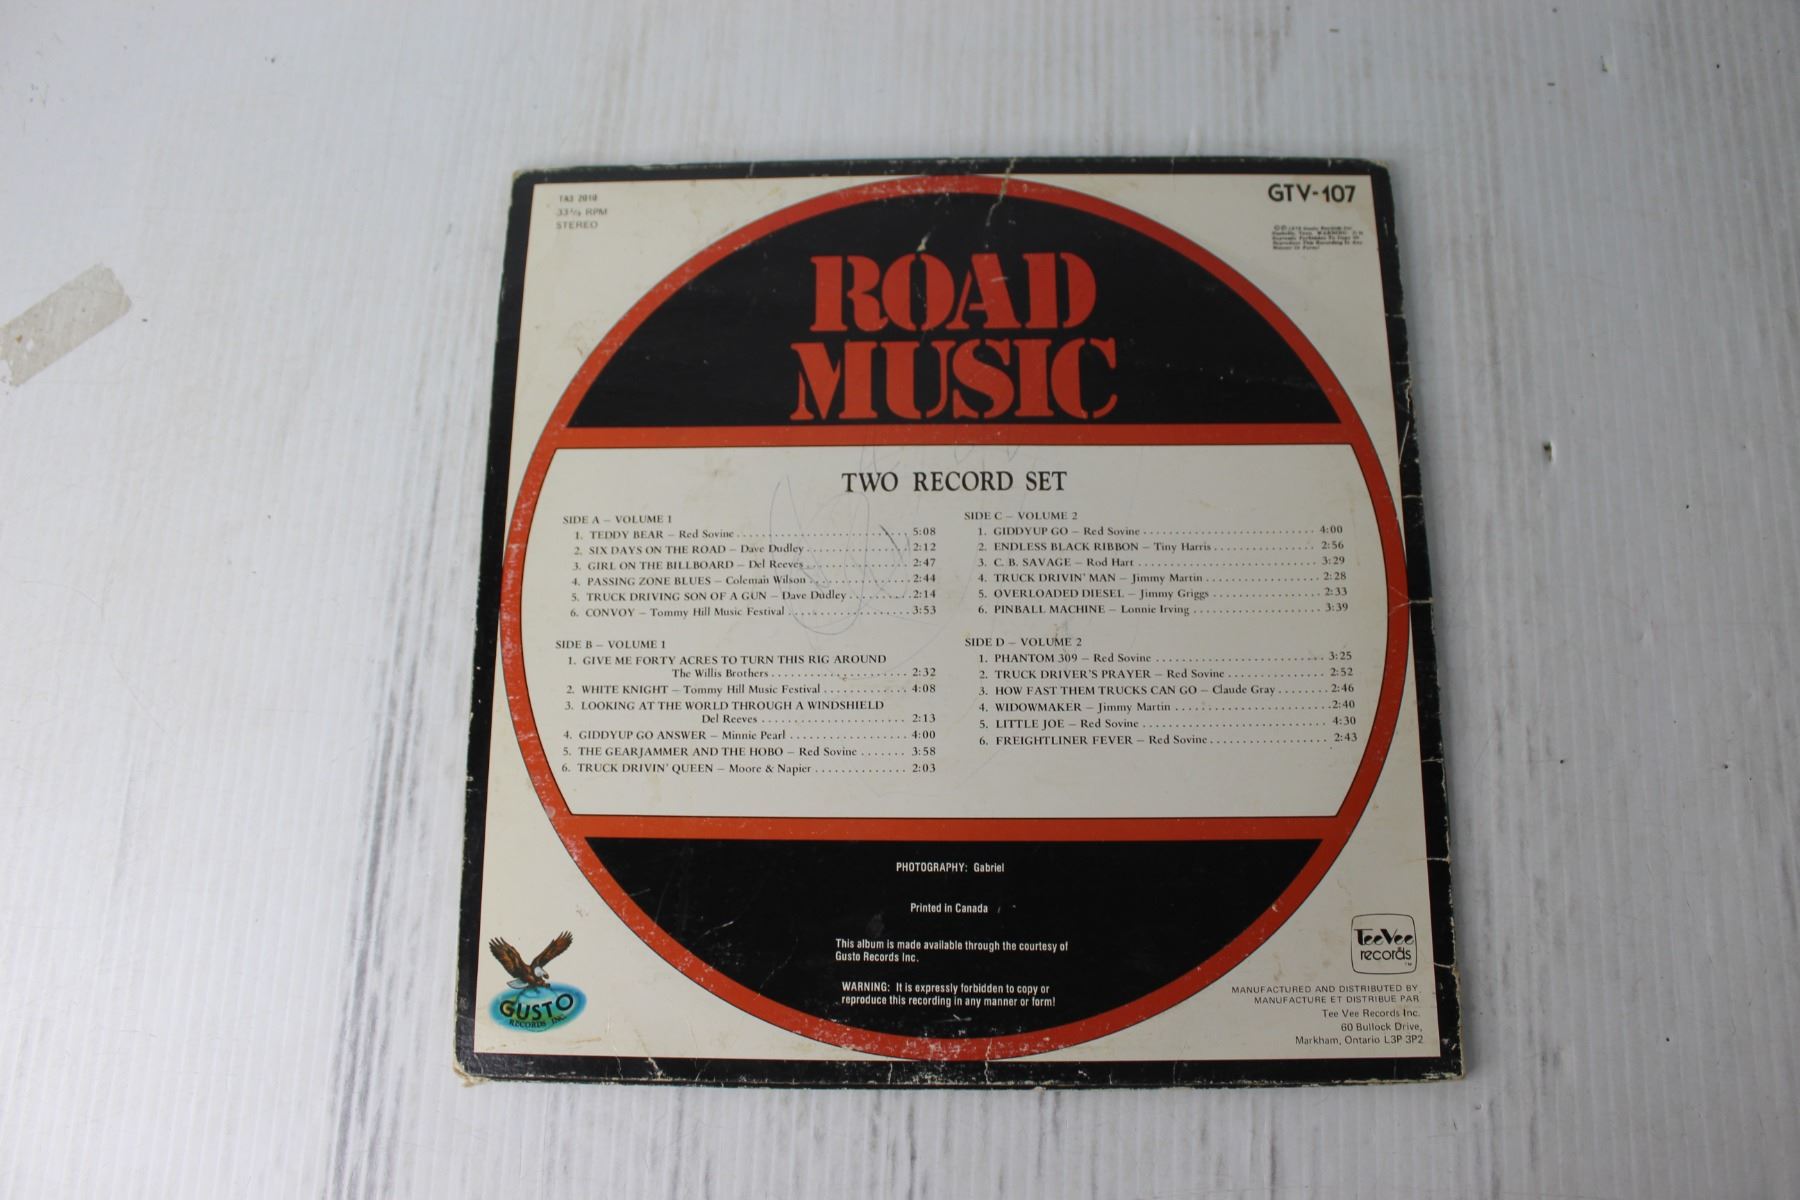 TA3 2010
33⅓ RPM
STEREO
GTV-107
ROAD
MUSIC
TWO RECORD SET
SIDE A – VOLUME 1
1. TEDDY BEAR – Red Sovine 5:08
2. SIX DAYS ON THE ROAD – Dave Dudley 2:12
3. GIRL ON THE BILLBOARD – Del Reeves 2:47
4. PASSING ZONE BLUES – Coleman Wilson 2:44
5. TRUCK DRIVING SON OF A GUN – Dave Dudley 2:14
6. CONVOY – Tommy Hill Music Festival 3:53
SIDE B – VOLUME 1
1. GIVE ME FORTY ACRES TO TURN THIS RIG AROUND
The Willis Brothers 2:32
2. WHITE KNIGHT – Tommy Hill Music Festival 4:08
3. LOOKING AT THE WORLD THROUGH A WINDSHIELD
Del Reeves 2:13
4. GIDDYUP GO ANSWER – Minnie Pearl 4:00
5. THE GEARJAMMER AND THE HOBO – Red Sovine 3:58
6. TRUCK DRIVIN' QUEEN – Moore & Napier 2:03
SIDE C – VOLUME 2
1. GIDDYUP GO – Red Sovine 4:00
2. ENDLESS BLACK RIBBON – Tiny Harris 2:56
3. C. B. SAVAGE – Rod Hart 3:29
4. TRUCK DRIVIN' MAN – Jimmy Martin 2:28
5. OVERLOADED DIESEL – Jimmy Griggs 2:33
6. PINBALL MACHINE – Lonnie Irving 3:39
SIDE D – VOLUME 2
1. PHANTOM 309 – Red Sovine 3:25
2. TRUCK DRIVER'S PRAYER – Red Sovine 2:52
3. HOW FAST THEM TRUCKS CAN GO – Claude Gray 2:46
4. WIDOWMAKER – Jimmy Martin 2:40
5. LITTLE JOE – Red Sovine 4:30
6. FREIGHTLINER FEVER – Red Sovine 2:43
PHOTOGRAPHY: Gabriel
Printed in Canada
This album is made available through the courtesy of
Gusto Records Inc.
WARNING: It is expressly forbidden to copy or
reproduce this recording in any manner or form!
GUSTO
RECORDS INC.
TeeVee
records
TM
MANUFACTURED AND DISTRIBUTED BY
MANUFACTURE ET DISTRIBUE PAR
Tee Vee Records Inc.
60 Bullock Drive,
Markham, Ontario L3P 3P2